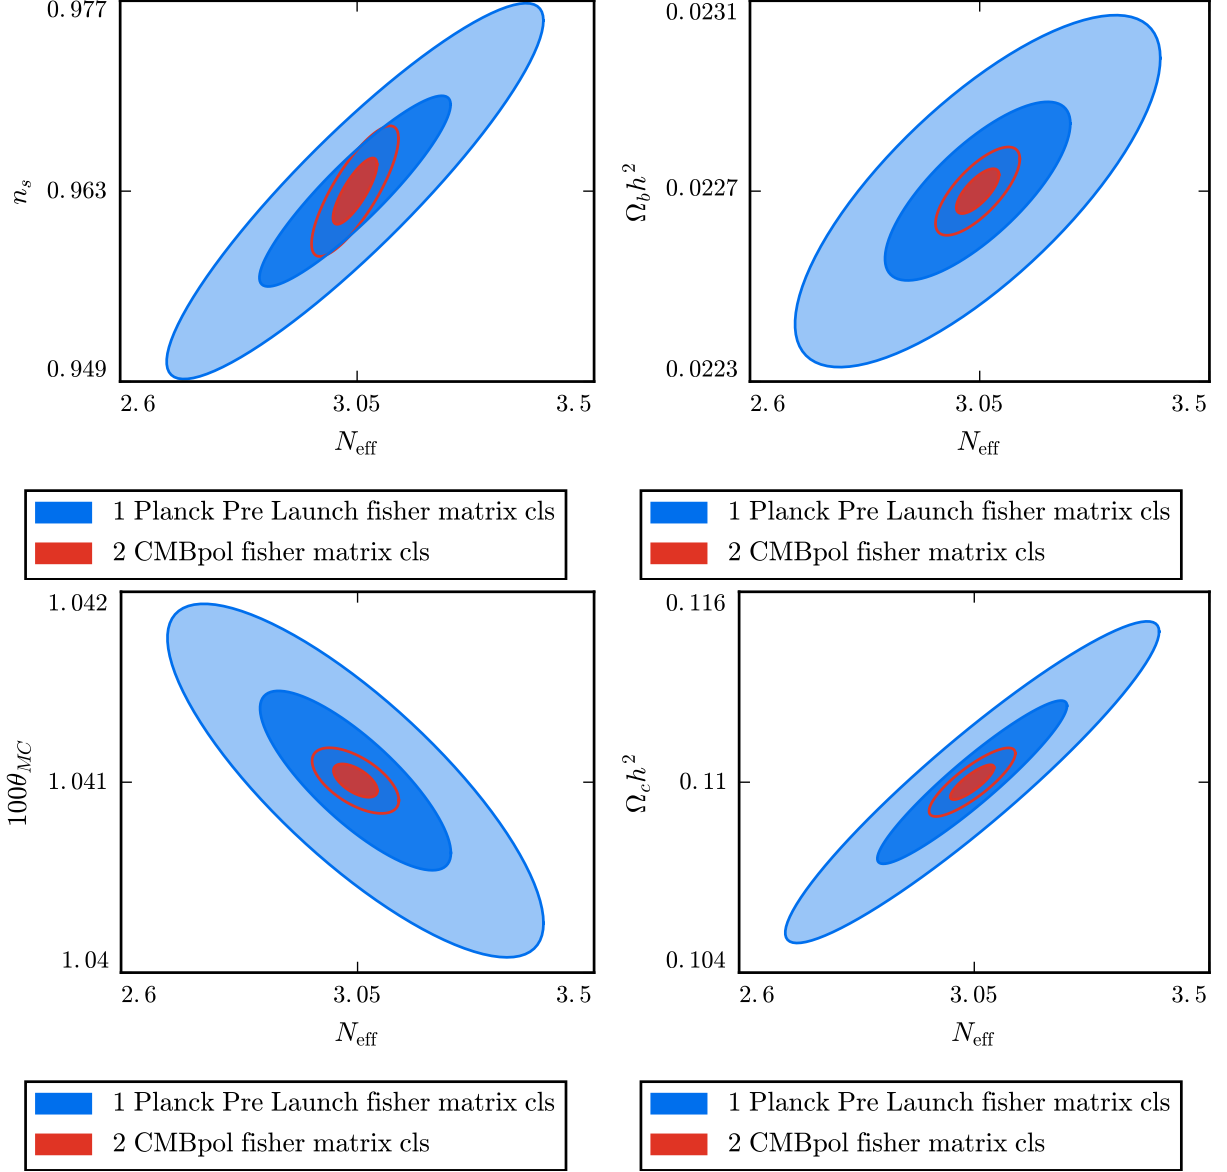 0.977
n_s
0.963
0.949
2.6 3.05 3.5
N_eff
1 Planck Pre Launch fisher matrix cls
2 CMBpol fisher matrix cls
0.0231
Ω_b h^2
0.0227
0.0223
2.6 3.05 3.5
N_eff
1 Planck Pre Launch fisher matrix cls
2 CMBpol fisher matrix cls
1.042
100θ_MC
1.041
1.04
2.6 3.05 3.5
N_eff
1 Planck Pre Launch fisher matrix cls
2 CMBpol fisher matrix cls
0.116
Ω_c h^2
0.11
0.104
2.6 3.05 3.5
N_eff
1 Planck Pre Launch fisher matrix cls
2 CMBpol fisher matrix cls